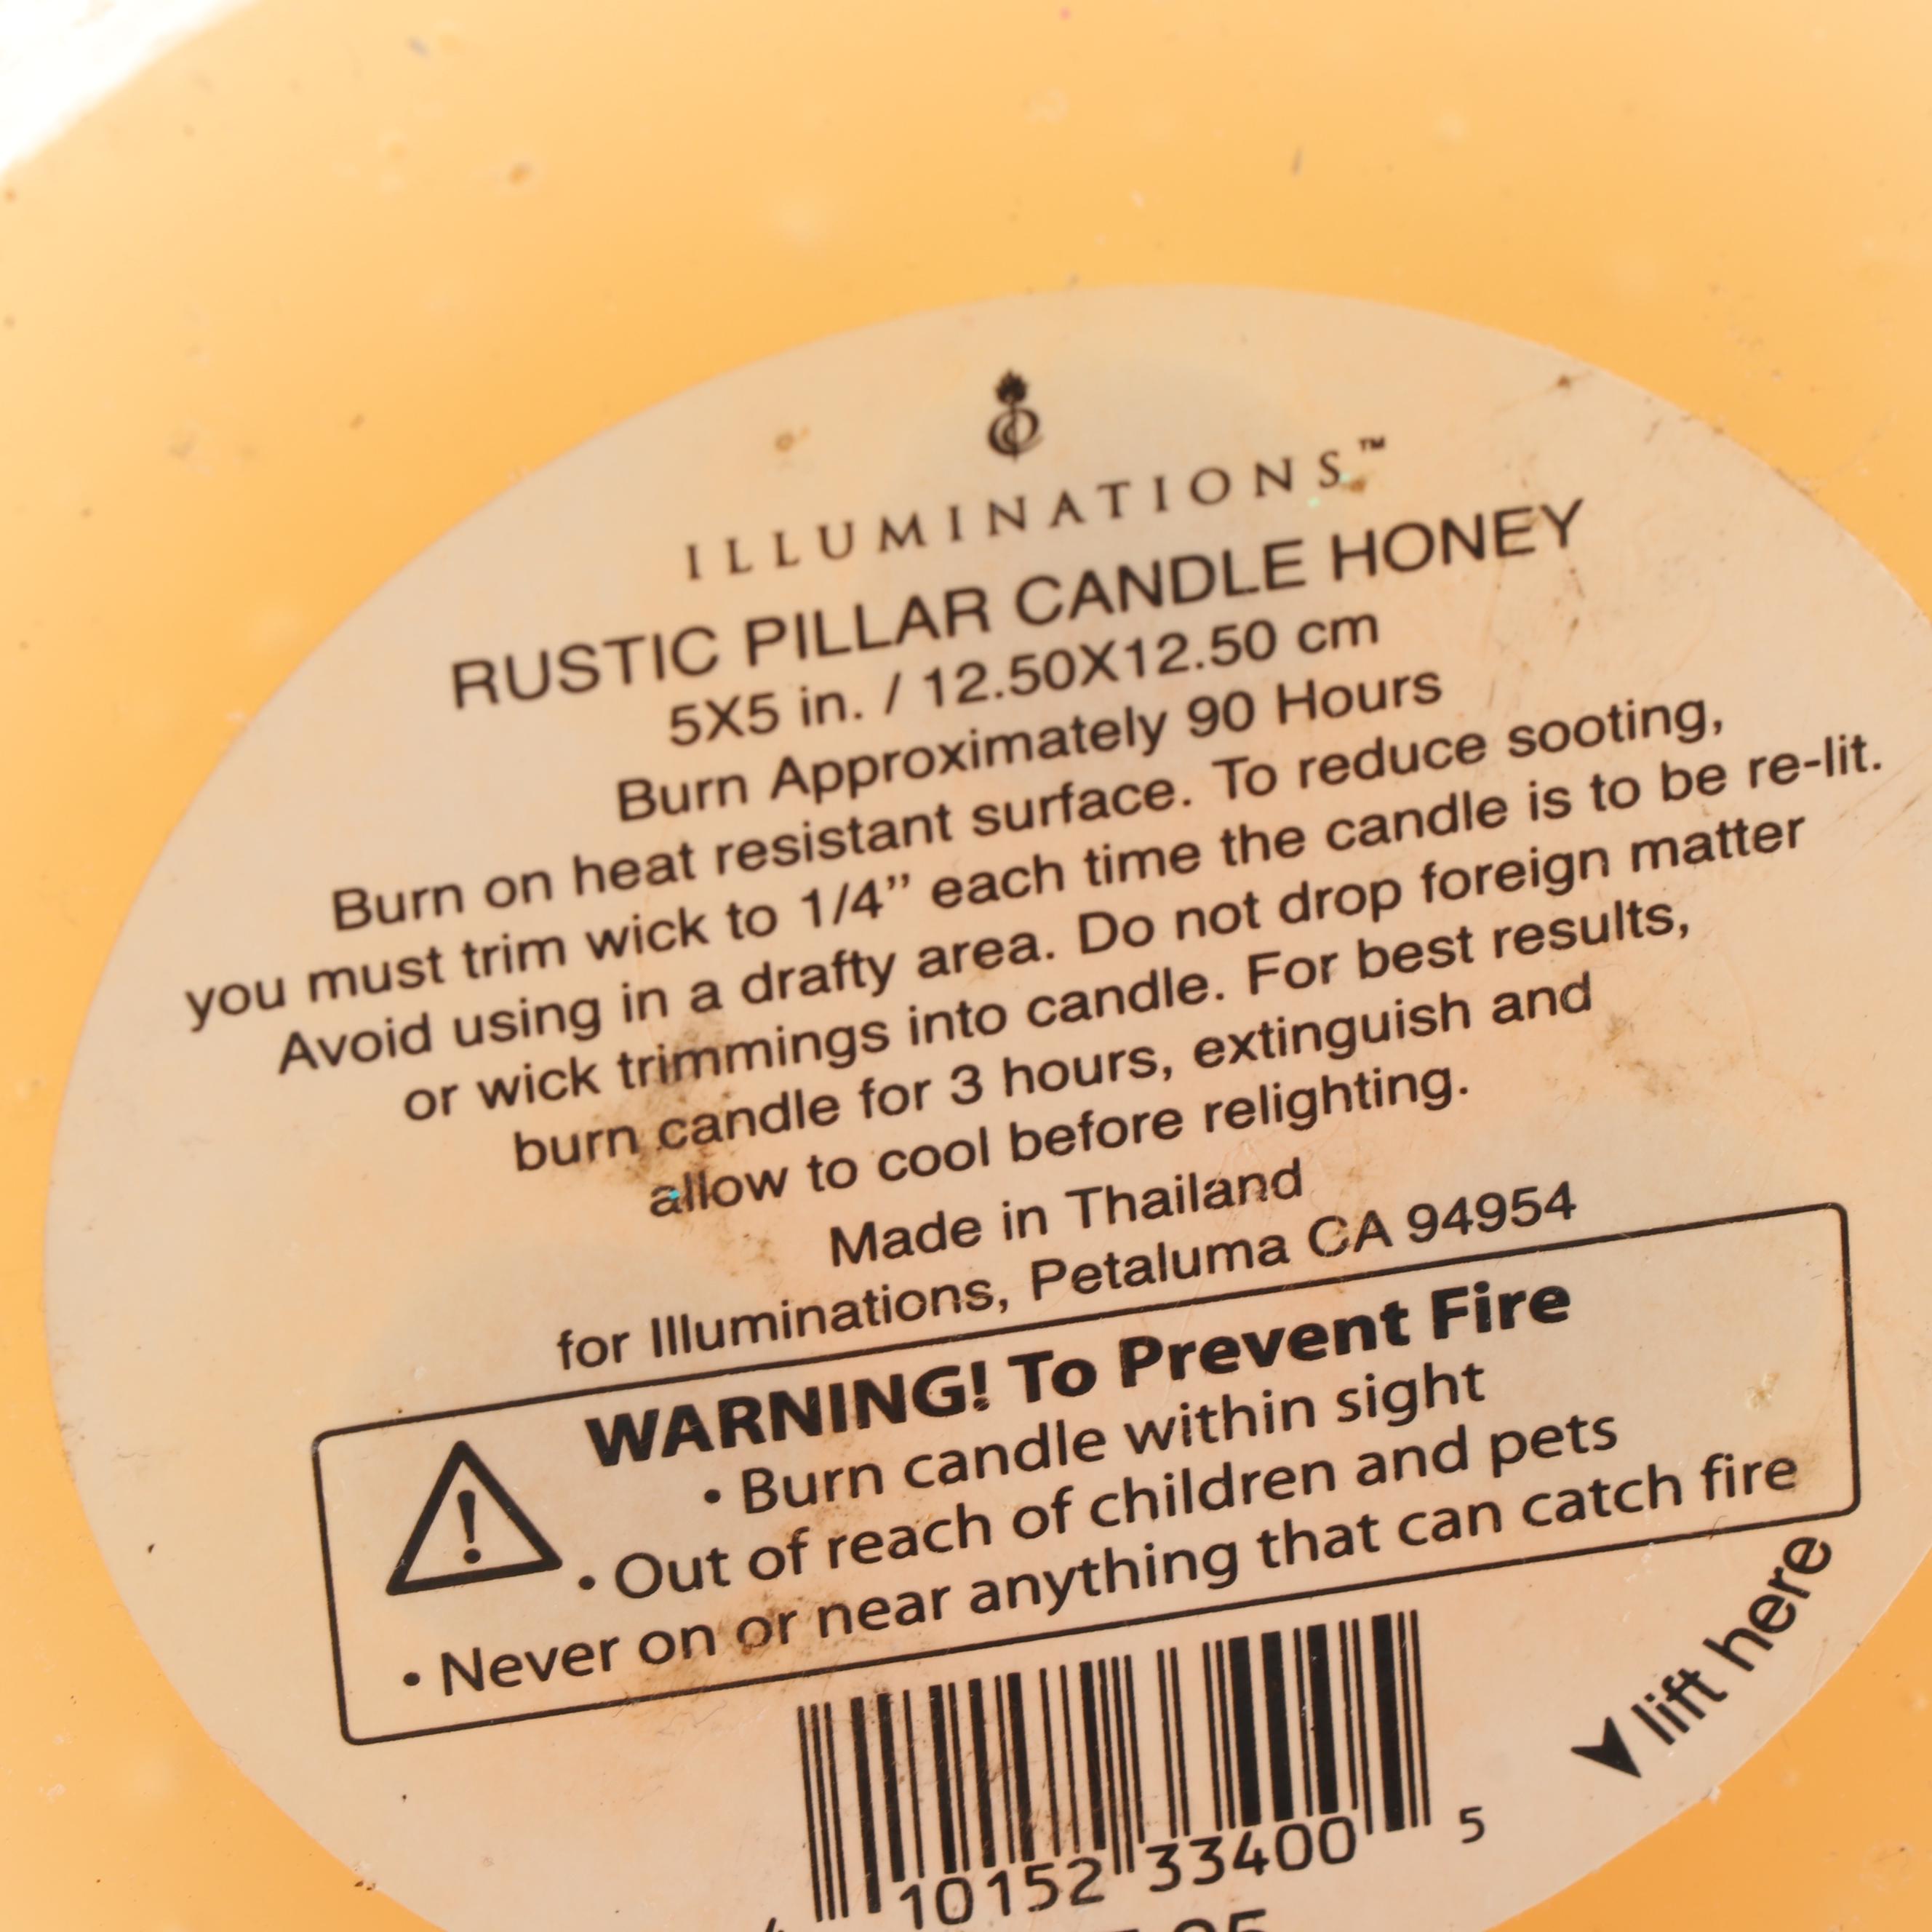 ILLUMINATIONS™
RUSTIC PILLAR CANDLE HONEY
5X5 in. / 12.50X12.50 cm
Burn Approximately 90 Hours
Burn on heat resistant surface. To reduce sooting,
you must trim wick to 1/4” each time the candle is to be re-lit.
Avoid using in a drafty area. Do not drop foreign matter
or wick trimmings into candle. For best results,
burn candle for 3 hours, extinguish and
allow to cool before relighting.
Made in Thailand
for Illuminations, Petaluma CA 94954
WARNING! To Prevent Fire
• Burn candle within sight
• Out of reach of children and pets
• Never on or near anything that can catch fire
lift here
10152 33400 5